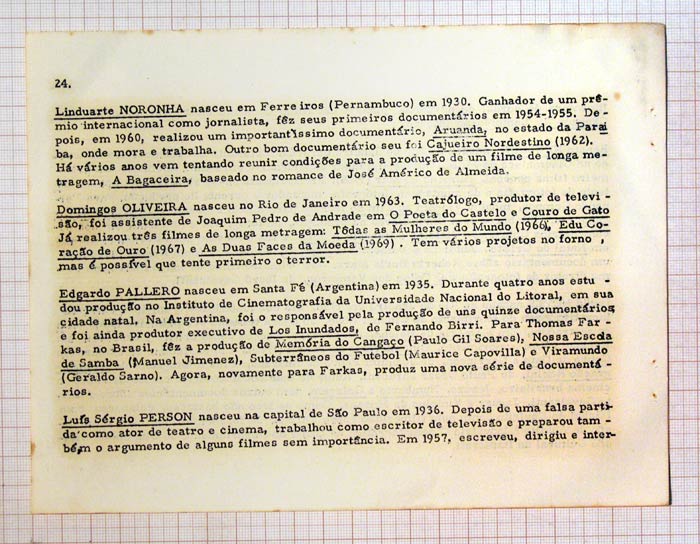 24.
Linduarte NORONHA nasceu em Ferreiros (Pernambuco) em 1930. Ganhador de um prê-
mio internacional como jornalista, fêz seus primeiros documentários em 1954-1955. De-
pois, em 1960, realizou um importantíssimo documentário, Aruanda, no estado da Parai
ba, onde mora e trabalha. Outro bom documentário seu foi Cajueiro Nordestino (1962).
Há vários anos vem tentando reunir condições para a produção de um filme de longa me-
tragem, A Bagaceira, baseado no romance de José Américo de Almeida.
Domingos OLIVEIRA nasceu no Rio de Janeiro em 1963. Teatrólogo, produtor de televi-
são, foi assistente de Joaquim Pedro de Andrade em O Poeta do Castelo e Couro de Gato
Já realizou três filmes de longa metragem: Tôdas as Mulheres do Mundo (1966), Edu Co-
ração de Ouro (1967) e As Duas Faces da Moeda (1969). Tem vários projetos no forno ,
mas é possível que tente primeiro o terror.
Edgardo PALLERO nasceu em Santa Fé (Argentina) em 1935. Durante quatro anos estu
dou produção no Instituto de Cinematografia da Universidade Nacional do Litoral, em sua
cidade natal. Na Argentina, foi o responsável pela produção de uns quinze documentários
e foi ainda produtor executivo de Los Inundados, de Fernando Birri. Para Thomas Far-
kas, no Brasil, fêz a produção de Memória do Cangaço (Paulo Gil Soares), Nossa Escola
de Samba (Manuel Jimenez), Subterrâneos do Futebol (Maurice Capovilla) e Viramundo
(Geraldo Sarno). Agora, novamente para Farkas, produz uma nova série de documentá-
rios.
Luís Sérgio PERSON nasceu na capital de São Paulo em 1936. Depois de uma falsa parti-
da como ator de teatro e cinema, trabalhou como escritor de televisão e preparou tam-
bém o argumento de alguns filmes sem importância. Em 1957, escreveu, dirigiu e inter-